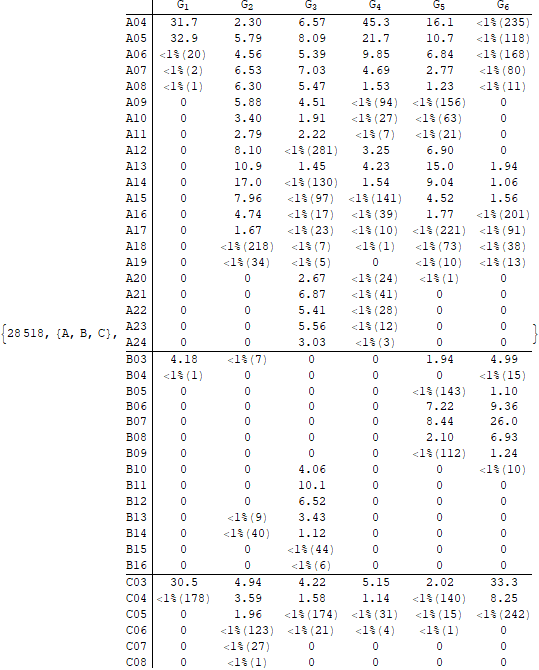 G1 G2 G3 G4 G5 G6
A04 31.7 2.30 6.57 45.3 16.1 <1%(235)
A05 32.9 5.79 8.09 21.7 10.7 <1%(118)
A06 <1%(20) 4.56 5.39 9.85 6.84 <1%(168)
A07 <1%(2) 6.53 7.03 4.69 2.77 <1%(80)
A08 <1%(1) 6.30 5.47 1.53 1.23 <1%(11)
A09 0 5.88 4.51 <1%(94) <1%(156) 0
A10 0 3.40 1.91 <1%(27) <1%(63) 0
A11 0 2.79 2.22 <1%(7) <1%(21) 0
A12 0 8.10 <1%(281) 3.25 6.90 0
A13 0 10.9 1.45 4.23 15.0 1.94
A14 0 17.0 <1%(130) 1.54 9.04 1.06
A15 0 7.96 <1%(97) <1%(141) 4.52 1.56
A16 0 4.74 <1%(17) <1%(39) 1.77 <1%(201)
A17 0 1.67 <1%(23) <1%(10) <1%(221) <1%(91)
A18 0 <1%(218) <1%(7) <1%(1) <1%(73) <1%(38)
A19 0 <1%(34) <1%(5) 0 <1%(10) <1%(13)
A20 0 0 2.67 <1%(24) <1%(1) 0
A21 0 0 6.87 <1%(41) 0 0
A22 0 0 5.41 <1%(28) 0 0
A23 0 0 5.56 <1%(12) 0 0
{28518, {A, B, C}, }
A24 0 0 3.03 <1%(3) 0 0
B03 4.18 <1%(7) 0 0 1.94 4.99
B04 <1%(1) 0 0 0 0 <1%(15)
B05 0 0 0 0 <1%(143) 1.10
B06 0 0 0 0 7.22 9.36
B07 0 0 0 0 8.44 26.0
B08 0 0 0 0 2.10 6.93
B09 0 0 0 0 <1%(112) 1.24
B10 0 0 4.06 0 0 <1%(10)
B11 0 0 10.1 0 0 0
B12 0 0 6.52 0 0 0
B13 0 <1%(9) 3.43 0 0 0
B14 0 <1%(40) 1.12 0 0 0
B15 0 0 <1%(44) 0 0 0
B16 0 0 <1%(6) 0 0 0
C03 30.5 4.94 4.22 5.15 2.02 33.3
C04 <1%(178) 3.59 1.58 1.14 <1%(140) 8.25
C05 0 1.96 <1%(174) <1%(31) <1%(15) <1%(242)
C06 0 <1%(123) <1%(21) <1%(4) <1%(1) 0
C07 0 <1%(27) 0 0 0 0
C08 0 <1%(1) 0 0 0 0